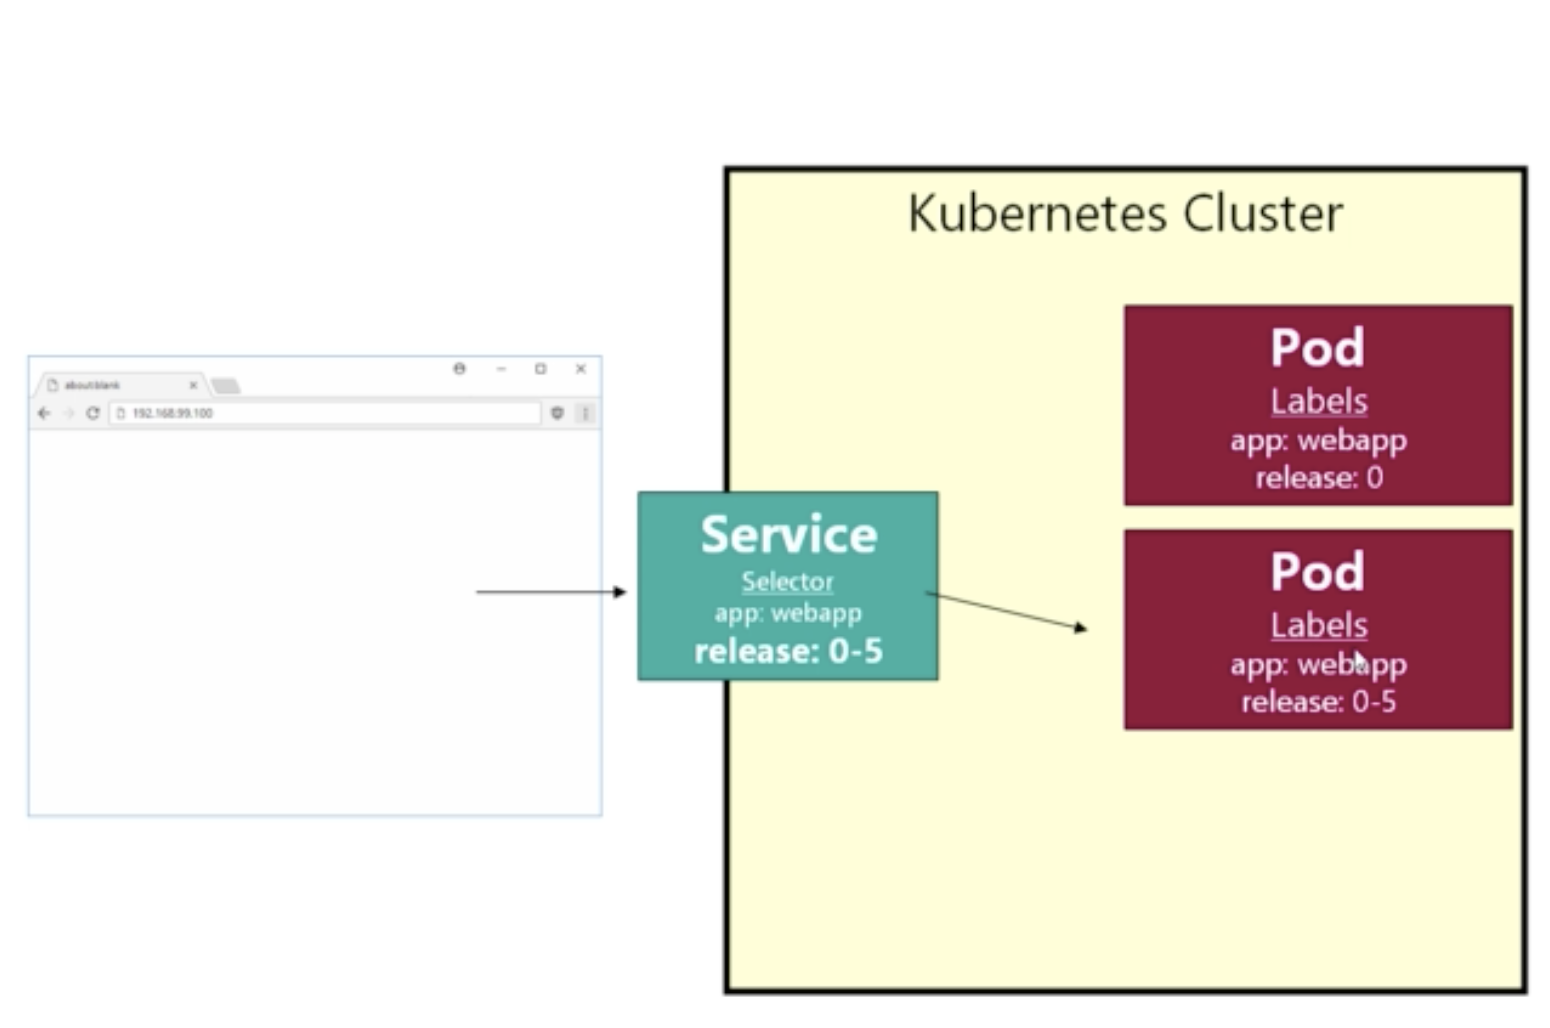 Kubernetes Cluster
about:blank
192.168.99.100
Service
Selector
app: webapp
release: 0-5
Pod
Labels
app: webapp
release: 0
Pod
Labels
app: webapp
release: 0-5